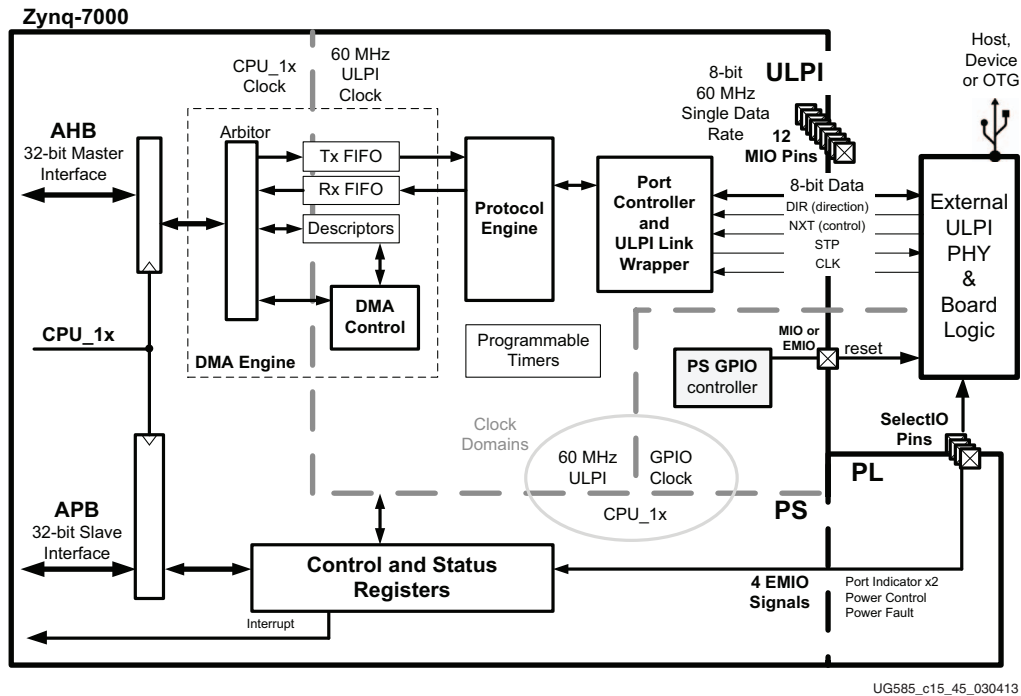 Zynq-7000
CPU_1x
Clock
60 MHz
ULPI
Clock
8-bit
60 MHz
Single Data
Rate
ULPI
12
MIO Pins
Host,
Device
or OTG
AHB
32-bit Master
Interface
Arbitor
Tx FIFO
Rx FIFO
Descriptors
DMA
Control
DMA Engine
Protocol
Engine
Port
Controller
and
ULPI Link
Wrapper
8-bit Data
DIR (direction)
NXT (control)
STP
CLK
External
ULPI
PHY
&
Board
Logic
CPU_1x
Programmable
Timers
MIO or
EMIO
reset
PS GPIO
controller
SelectIO
Pins
Clock
Domains
60 MHz
ULPI
GPIO
Clock
CPU_1x
PS
PL
APB
32-bit Slave
Interface
Control and Status
Registers
Interrupt
4 EMIO
Signals
Port Indicator x2
Power Control
Power Fault
UG585_c15_45_030413